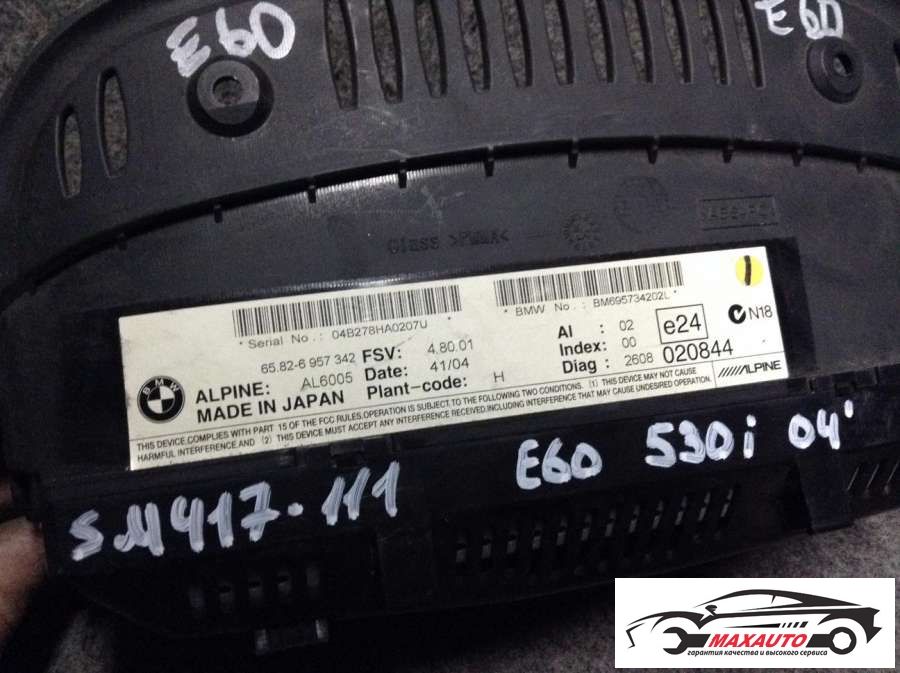 E60
E60
Glass >PMMA<
* Serial No. : 04B278HA0207U *
* BMW No. : BM695734202L *
65.82-6 957 342
FSV: 4.80.01
AI : 02
e24
N18
ALPINE: AL6005
Date: 41/04
Index: 00
MADE IN JAPAN
Plant-code: H
Diag : 2608
020844
ALPINE
BMW
THIS DEVICE COMPLIES WITH PART 15 OF THE FCC RULES.OPERATION IS SUBJECT TO THE FOLLOWING TWO CONDITIONS. (1) THIS DEVICE MAY NOT CAUSE
HARMFUL INTERFERENCE AND (2) THIS DEVICE MUST ACCEPT ANY INTERFERENCE RECEIVED,INCLUDING INTERFERENCE THAT MAY CAUSE UNDESIRED OPERATION.
E60 530i 04'
SM417-111
MAXAUTO
гарантия качества и высокого сервиса